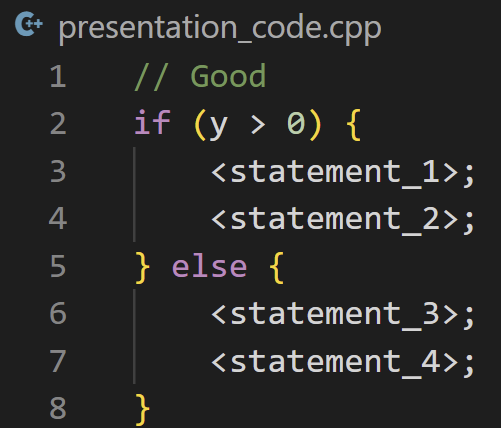 C++ presentation_code.cpp
1 // Good
2 if (y > 0) {
3     <statement_1>;
4     <statement_2>;
5 } else {
6     <statement_3>;
7     <statement_4>;
8 }